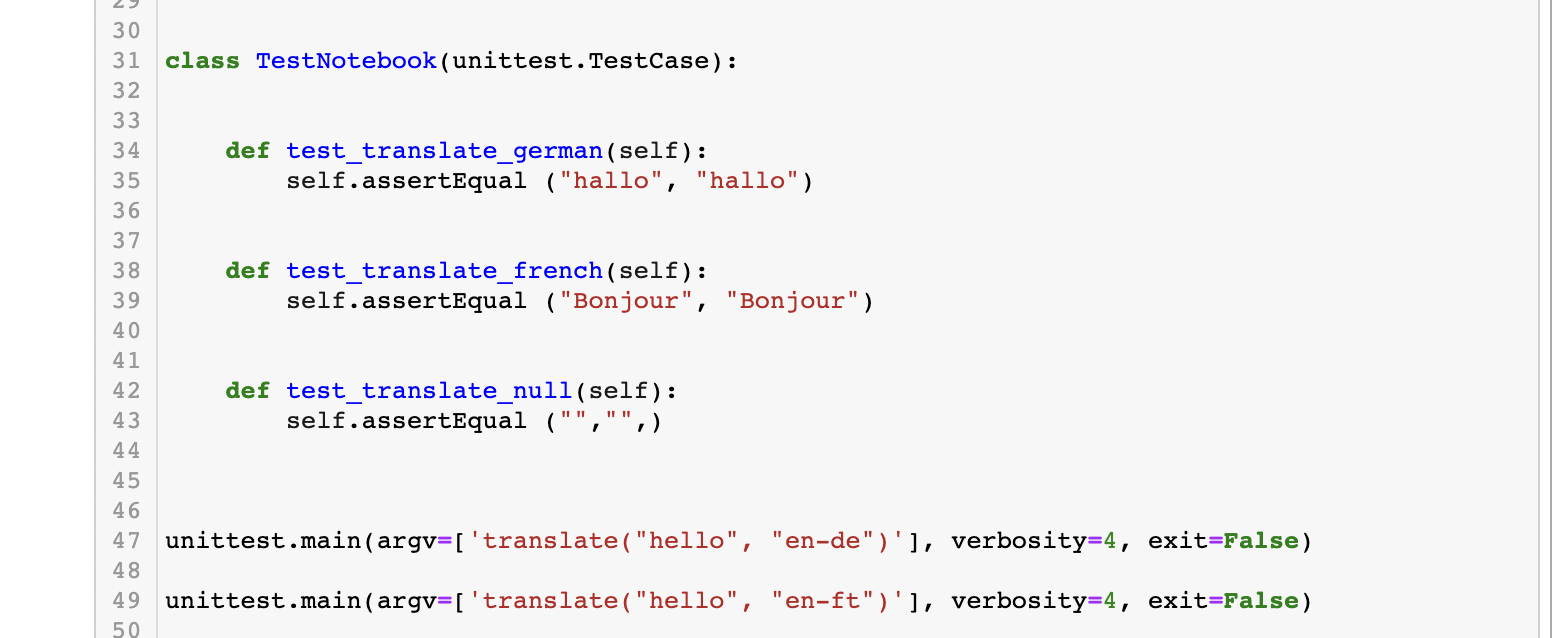 29
30
31 class TestNotebook(unittest.TestCase):
32
33
34     def test_translate_german(self):
35         self.assertEqual ("hallo", "hallo")
36
37
38     def test_translate_french(self):
39         self.assertEqual ("Bonjour", "Bonjour")
40
41
42     def test_translate_null(self):
43         self.assertEqual ("","",)
44
45
46
47 unittest.main(argv=['translate("hello", "en-de")'], verbosity=4, exit=False)
48
49 unittest.main(argv=['translate("hello", "en-ft")'], verbosity=4, exit=False)
50